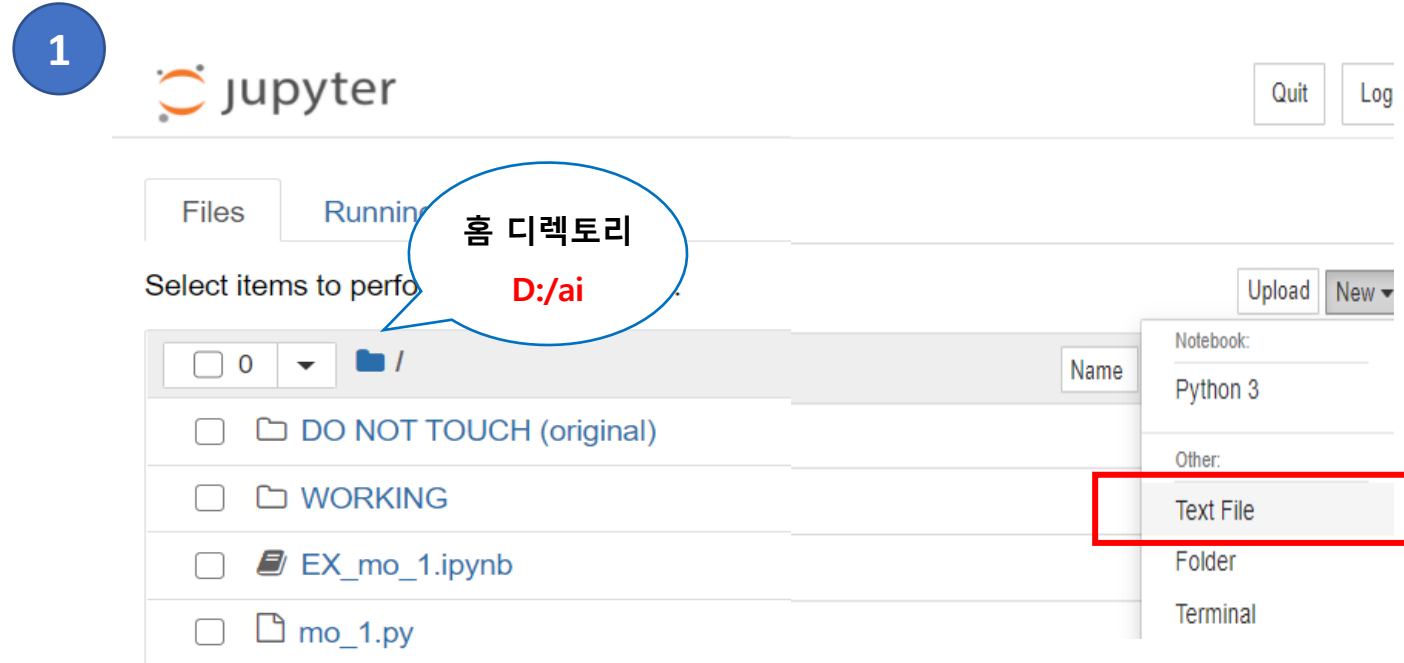 1
jupyter
Quit
Log
Files
Running
홈 디렉토리
D:/ai
Select items to perfo
.
Upload
New
0
/
Name
Notebook:
Python 3
Other:
Text File
Folder
Terminal
DO NOT TOUCH (original)
WORKING
EX_mo_1.ipynb
mo_1.py